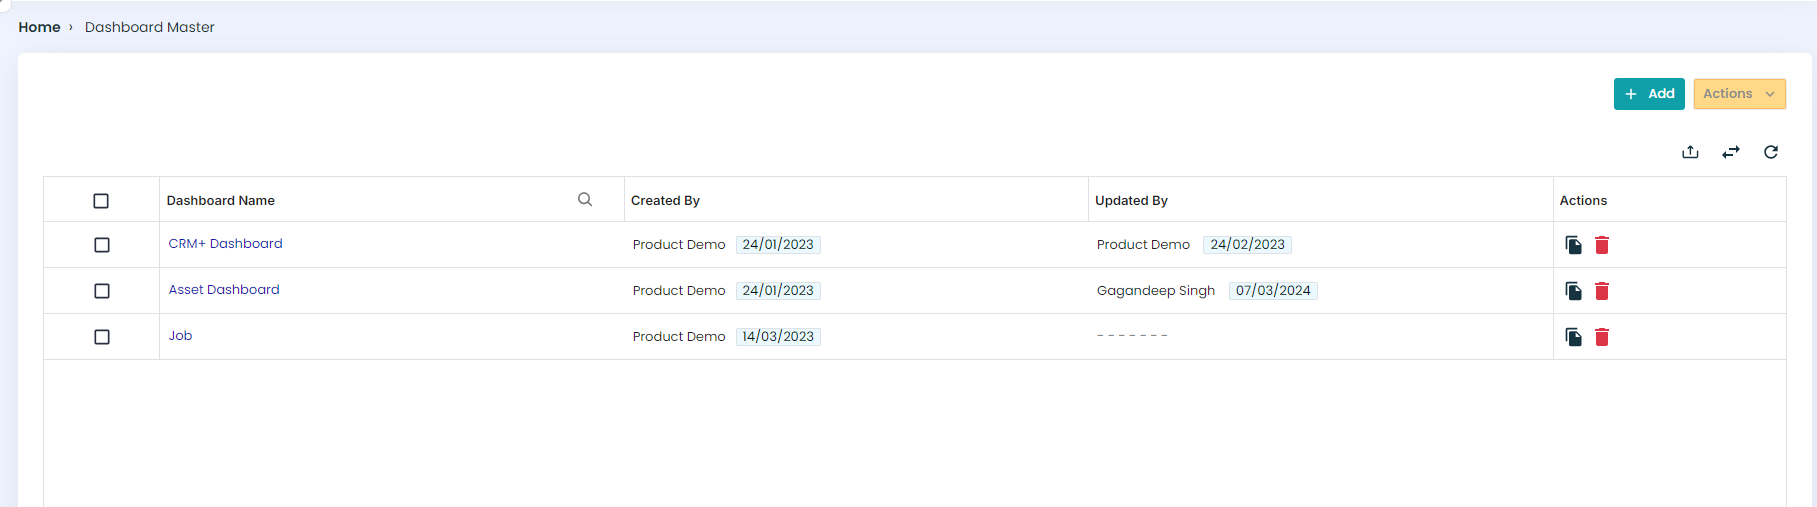 Home › Dashboard Master
+ Add Actions
Dashboard Name Created By Updated By Actions
CRM+ Dashboard Product Demo 24/01/2023 Product Demo 24/02/2023
Asset Dashboard Product Demo 24/01/2023 Gagandeep Singh 07/03/2024
Job Product Demo 14/03/2023 - - - - - - -